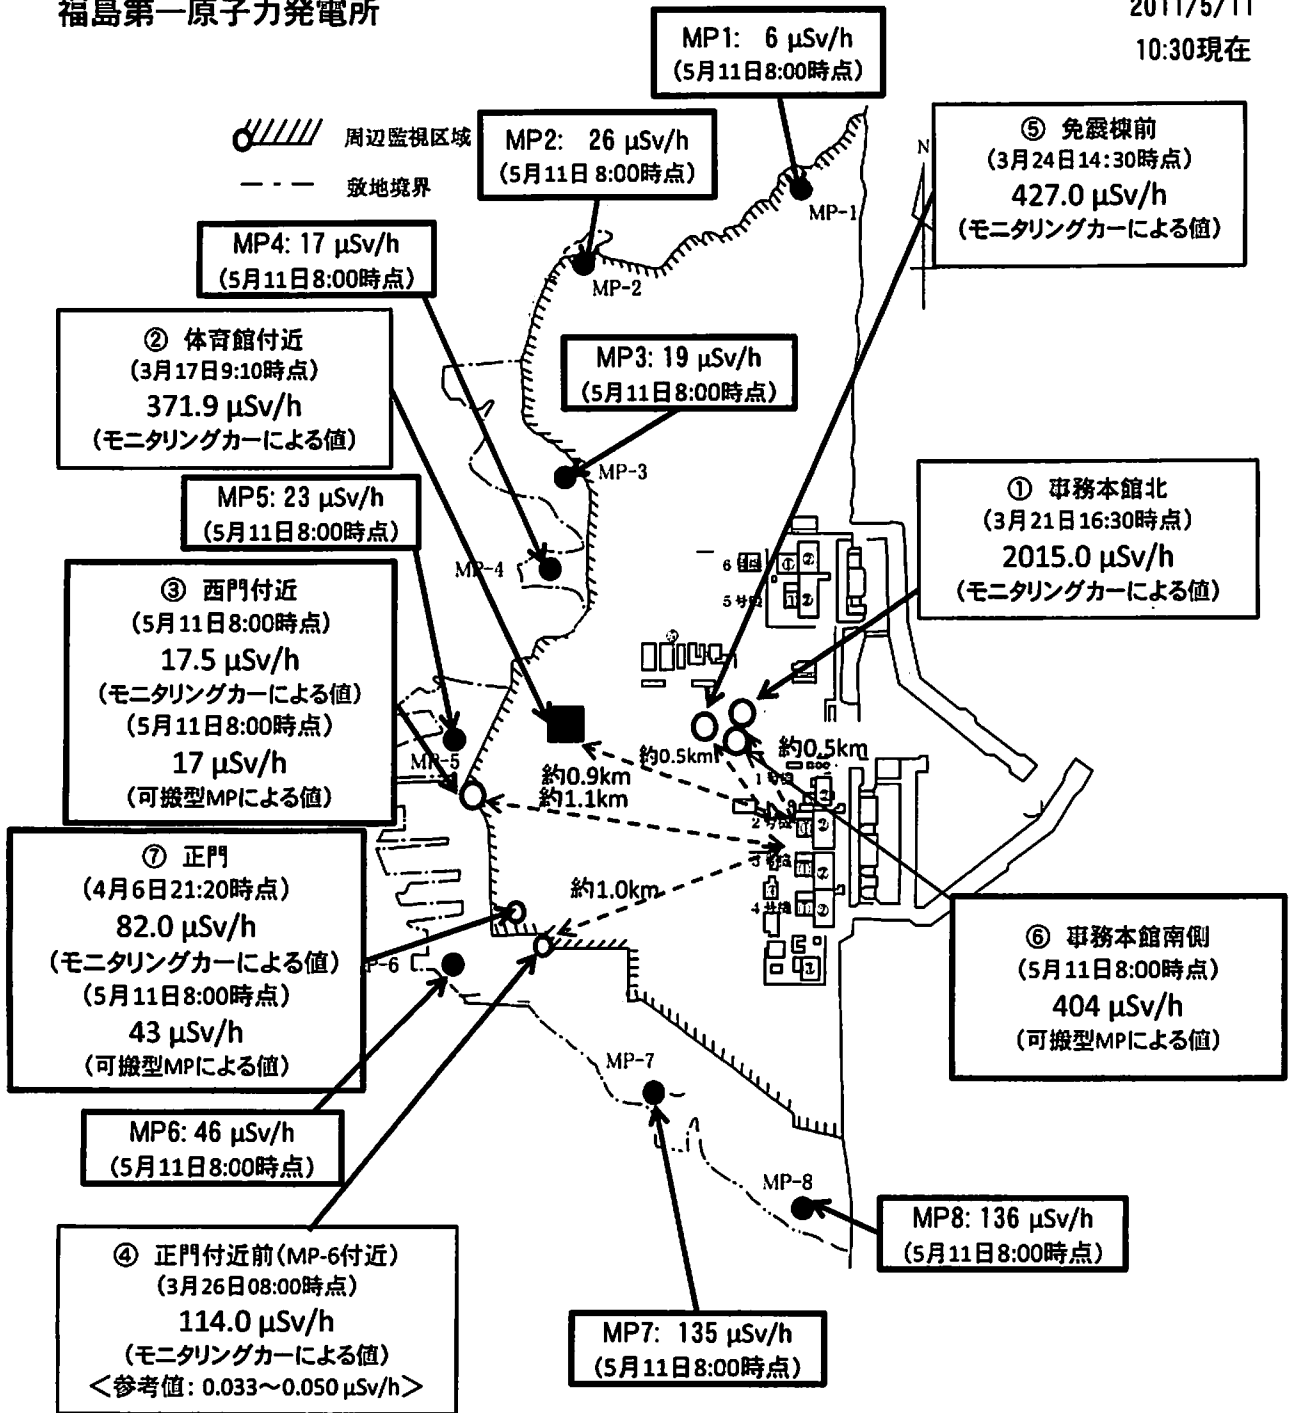 福島第一原子力発電所
2011/5/11
10:30現在
周辺監視区域
敷地境界
MP1: 6 μSv/h
(5月11日8:00時点)
MP2: 26 μSv/h
(5月11日 8:00時点)
⑤ 免震棟前
(3月24日14:30時点)
427.0 μSv/h
(モニタリングカーによる値)
N
MP-1
MP-2
MP4: 17 μSv/h
(5月11日8:00時点)
② 体育館付近
(3月17日9:10時点)
371.9 μSv/h
(モニタリングカーによる値)
MP3: 19 μSv/h
(5月11日8:00時点)
MP-3
MP5: 23 μSv/h
(5月11日8:00時点)
MP-4
① 事務本館北
(3月21日16:30時点)
2015.0 μSv/h
(モニタリングカーによる値)
③ 西門付近
(5月11日8:00時点)
17.5 μSv/h
(モニタリングカーによる値)
(5月11日8:00時点)
17 μSv/h
(可搬型MPによる値)
MP-5
約0.5km
約0.5km
約0.9km
約1.1km
約1.0km
⑦ 正門
(4月6日21:20時点)
82.0 μSv/h
(モニタリングカーによる値)
(5月11日8:00時点)
43 μSv/h
(可搬型MPによる値)
P-6
⑥ 事務本館南側
(5月11日8:00時点)
404 μSv/h
(可搬型MPによる値)
MP-7
MP6: 46 μSv/h
(5月11日8:00時点)
MP-8
MP8: 136 μSv/h
(5月11日8:00時点)
④ 正門付近前(MP-6付近)
(3月26日08:00時点)
114.0 μSv/h
(モニタリングカーによる値)
<参考値: 0.033～0.050 μSv/h>
MP7: 135 μSv/h
(5月11日8:00時点)